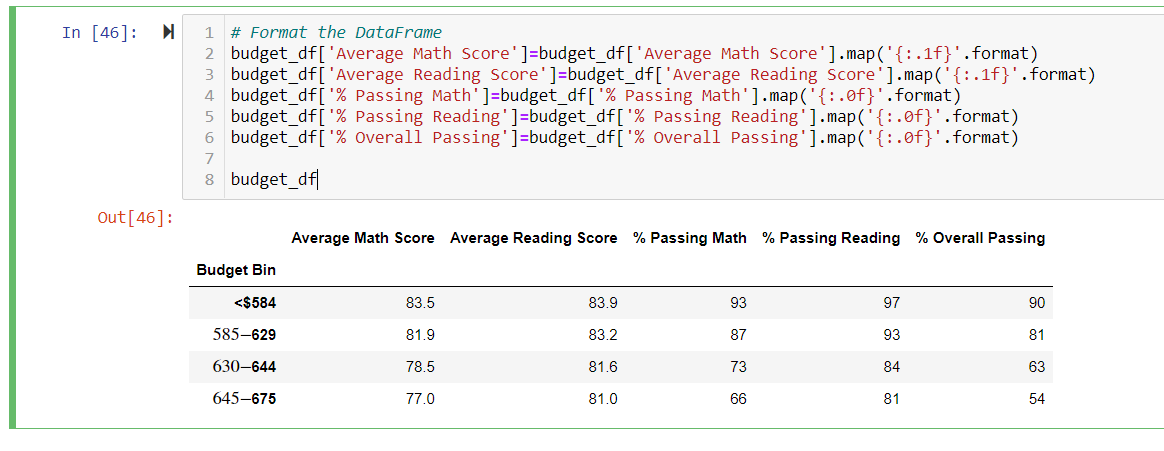 In [46]:
1 # Format the DataFrame
2 budget_df['Average Math Score']=budget_df['Average Math Score'].map('{:.1f}'.format)
3 budget_df['Average Reading Score']=budget_df['Average Reading Score'].map('{:.1f}'.format)
4 budget_df['% Passing Math']=budget_df['% Passing Math'].map('{:.0f}'.format)
5 budget_df['% Passing Reading']=budget_df['% Passing Reading'].map('{:.0f}'.format)
6 budget_df['% Overall Passing']=budget_df['% Overall Passing'].map('{:.0f}'.format)
7
8 budget_df
Out[46]:
Average Math Score Average Reading Score % Passing Math % Passing Reading % Overall Passing
Budget Bin
<$584 83.5 83.9 93 97 90
585−629 81.9 83.2 87 93 81
630−644 78.5 81.6 73 84 63
645−675 77.0 81.0 66 81 54